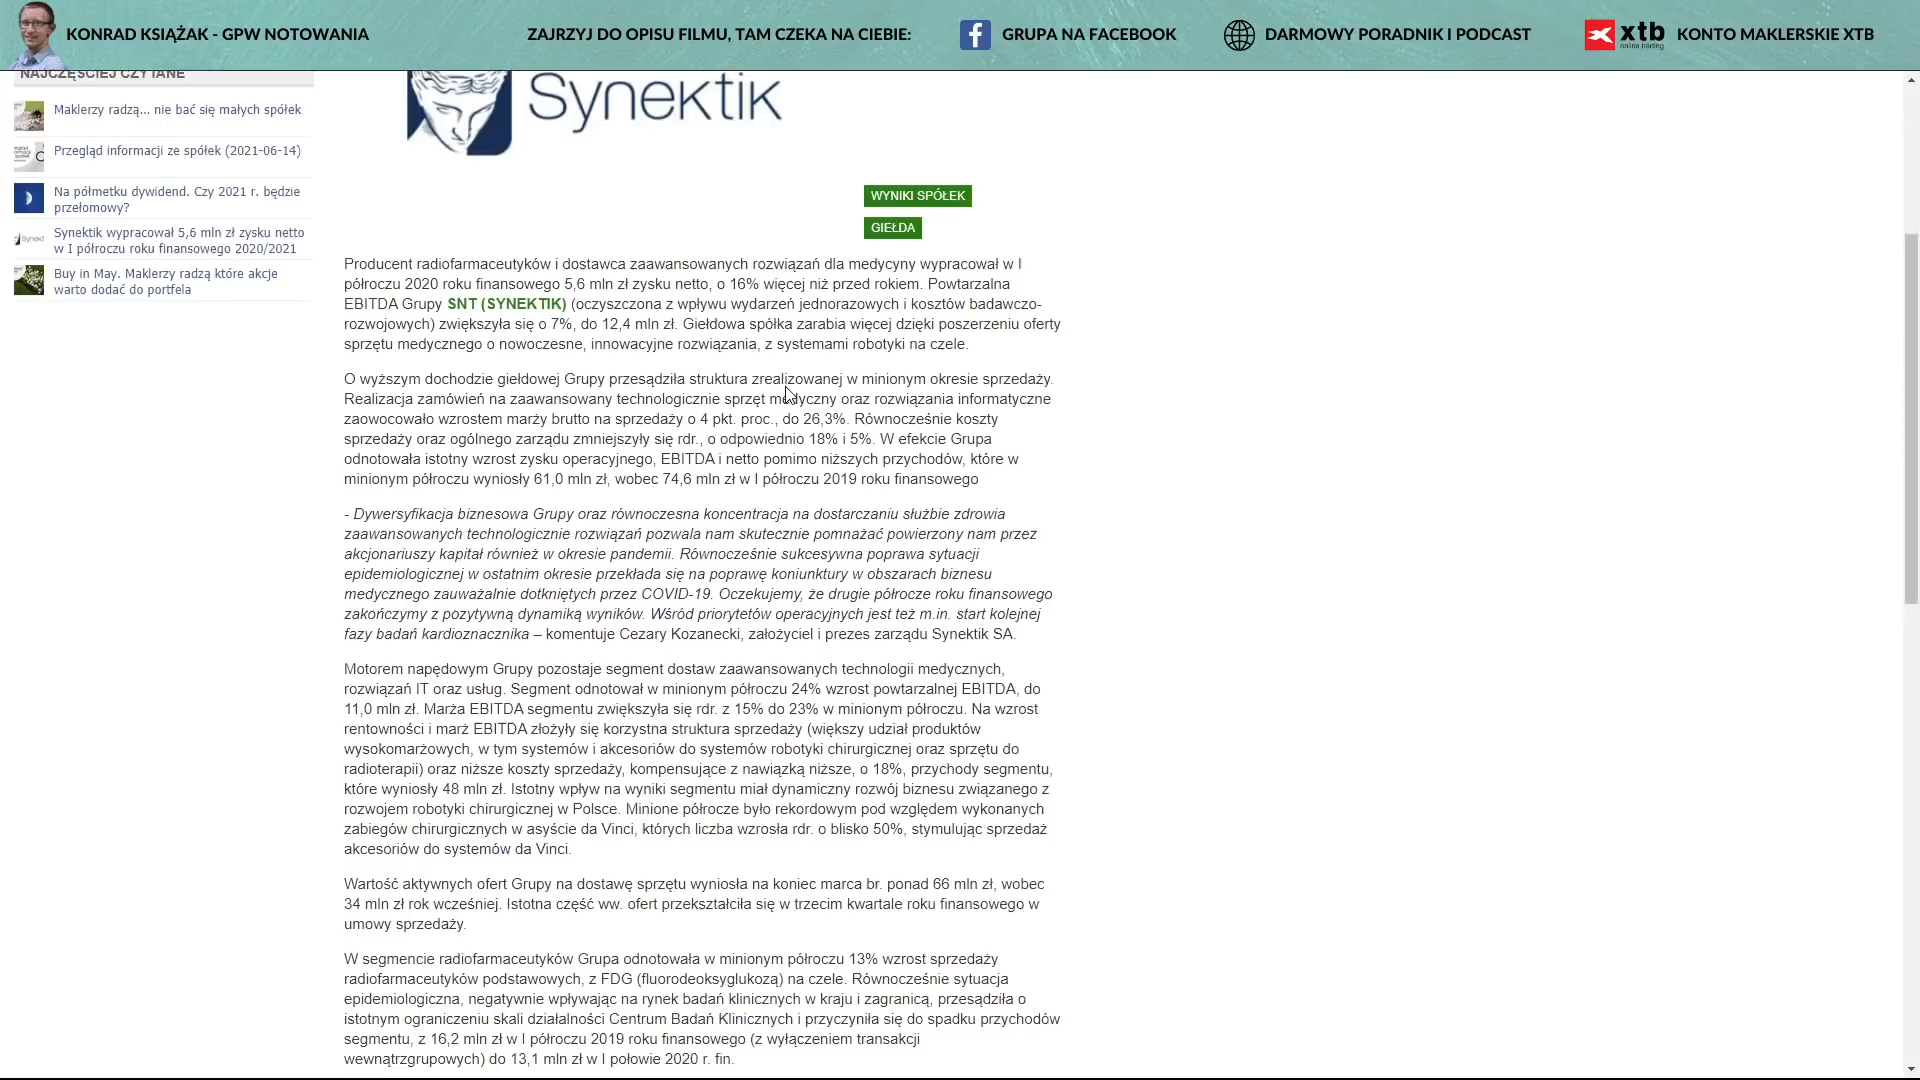 KONRAD KSIĄŻAK - GPW NOTOWANIA
ZAJRZYJ DO OPISU FILMU, TAM CZEKA NA CIEBIE:
GRUPA NA FACEBOOK
DARMOWY PORADNIK I PODCAST
xtb
online trading
KONTO MAKLERSKIE XTB
NAJCZĘŚCIEJ CZYTANE
Maklerzy radzą... nie bać się małych spółek
Przegląd informacji ze spółek (2021-06-14)
Na półmetku dywidend. Czy 2021 r. będzie
przełomowy?
Synektik wypracował 5,6 mln zł zysku netto
w I półroczu roku finansowego 2020/2021
Buy in May. Maklerzy radzą które akcje
warto dodać do portfela
Synektik
WYNIKI SPÓŁEK
GIEŁDA
Producent radiofarmaceutyków i dostawca zaawansowanych rozwiązań dla medycyny wypracował w I
półroczu 2020 roku finansowego 5,6 mln zł zysku netto, o 16% więcej niż przed rokiem. Powtarzalna
EBITDA Grupy SNT (SYNEKTIK) (oczyszczona z wpływu wydarzeń jednorazowych i kosztów badawczo-
rozwojowych) zwiększyła się o 7%, do 12,4 mln zł. Giełdowa spółka zarabia więcej dzięki poszerzeniu oferty
sprzętu medycznego o nowoczesne, innowacyjne rozwiązania, z systemami robotyki na czele.
O wyższym dochodzie giełdowej Grupy przesądziła struktura zrealizowanej w minionym okresie sprzedaży.
Realizacja zamówień na zaawansowany technologicznie sprzęt medyczny oraz rozwiązania informatyczne
zaowocowało wzrostem marży brutto na sprzedaży o 4 pkt. proc., do 26,3%. Równocześnie koszty
sprzedaży oraz ogólnego zarządu zmniejszyły się rdr., o odpowiednio 18% i 5%. W efekcie Grupa
odnotowała istotny wzrost zysku operacyjnego, EBITDA i netto pomimo niższych przychodów, które w
minionym półroczu wyniosły 61,0 mln zł, wobec 74,6 mln zł w I półroczu 2019 roku finansowego
- Dywersyfikacja biznesowa Grupy oraz równoczesna koncentracja na dostarczaniu służbie zdrowia
zaawansowanych technologicznie rozwiązań pozwala nam skutecznie pomnażać powierzony nam przez
akcjonariuszy kapitał również w okresie pandemii. Równocześnie sukcesywna poprawa sytuacji
epidemiologicznej w ostatnim okresie przekłada się na poprawę koniunktury w obszarach biznesu
medycznego zauważalnie dotkniętych przez COVID-19. Oczekujemy, że drugie półrocze roku finansowego
zakończymy z pozytywną dynamiką wyników. Wśród priorytetów operacyjnych jest też m.in. start kolejnej
fazy badań kardioznacznika – komentuje Cezary Kozanecki, założyciel i prezes zarządu Synektik SA.
Motorem napędowym Grupy pozostaje segment dostaw zaawansowanych technologii medycznych,
rozwiązań IT oraz usług. Segment odnotował w minionym półroczu 24% wzrost powtarzalnej EBITDA, do
11,0 mln zł. Marża EBITDA segmentu zwiększyła się rdr. z 15% do 23% w minionym półroczu. Na wzrost
rentowności i marż EBITDA złożyły się korzystna struktura sprzedaży (większy udział produktów
wysokomarżowych, w tym systemów i akcesoriów do systemów robotyki chirurgicznej oraz sprzętu do
radioterapii) oraz niższe koszty sprzedaży, kompensujące z nawiązką niższe, o 18%, przychody segmentu,
które wyniosły 48 mln zł. Istotny wpływ na wyniki segmentu miał dynamiczny rozwój biznesu związanego z
rozwojem robotyki chirurgicznej w Polsce. Minione półrocze było rekordowym pod względem wykonanych
zabiegów chirurgicznych w asyście da Vinci, których liczba wzrosła rdr. o blisko 50%, stymulując sprzedaż
akcesoriów do systemów da Vinci.
Wartość aktywnych ofert Grupy na dostawę sprzętu wyniosła na koniec marca br. ponad 66 mln zł, wobec
34 mln zł rok wcześniej. Istotna część ww. ofert przekształciła się w trzecim kwartale roku finansowego w
umowy sprzedaży.
W segmencie radiofarmaceutyków Grupa odnotowała w minionym półroczu 13% wzrost sprzedaży
radiofarmaceutyków podstawowych, z FDG (fluorodeoksyglukozą) na czele. Równocześnie sytuacja
epidemiologiczna, negatywnie wpływając na rynek badań klinicznych w kraju i zagranicą, przesądziła o
istotnym ograniczeniu skali działalności Centrum Badań Klinicznych i przyczyniła się do spadku przychodów
segmentu, z 16,2 mln zł w I półroczu 2019 roku finansowego (z wyłączeniem transakcji
wewnątrzgrupowych) do 13,1 mln zł w I połowie 2020 r. fin.